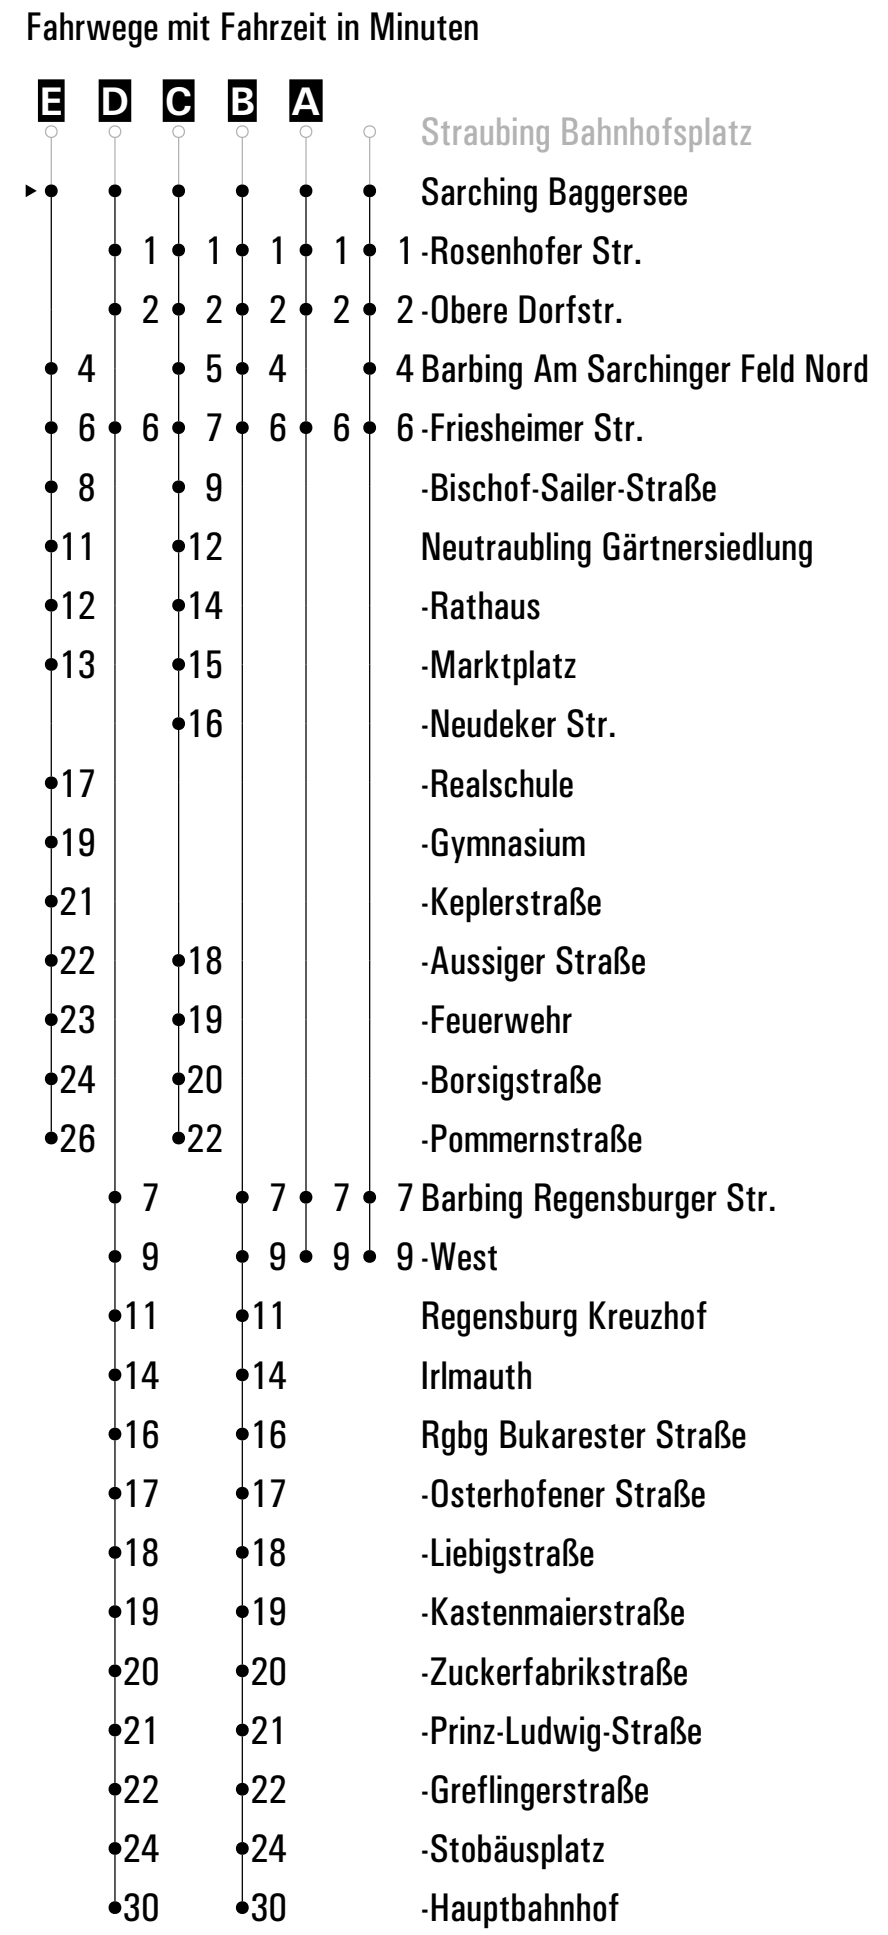 Fahrwege mit Fahrzeit in Minuten
E D C B A
Straubing Bahnhofsplatz
Sarching Baggersee
1 1 1 1 1 -Rosenhofer Str.
2 2 2 2 2 -Obere Dorfstr.
4 5 4 4 Barbing Am Sarchinger Feld Nord
6 6 7 6 6 6 -Friesheimer Str.
8 9 -Bischof-Sailer-Straße
11 12 Neutraubling Gärtnersiedlung
12 14 -Rathaus
13 15 -Marktplatz
16 -Neudeker Str.
17 -Realschule
19 -Gymnasium
21 -Keplerstraße
22 18 -Aussiger Straße
23 19 -Feuerwehr
24 20 -Borsigstraße
26 22 -Pommernstraße
7 7 7 7 Barbing Regensburger Str.
9 9 9 9 -West
11 11 Regensburg Kreuzhof
14 14 Irlmauth
16 16 Rgbg Bukarester Straße
17 17 -Osterhofener Straße
18 18 -Liebigstraße
19 19 -Kastenmaierstraße
20 20 -Zuckerfabrikstraße
21 21 -Prinz-Ludwig-Straße
22 22 -Greflingerstraße
24 24 -Stobäusplatz
30 30 -Hauptbahnhof